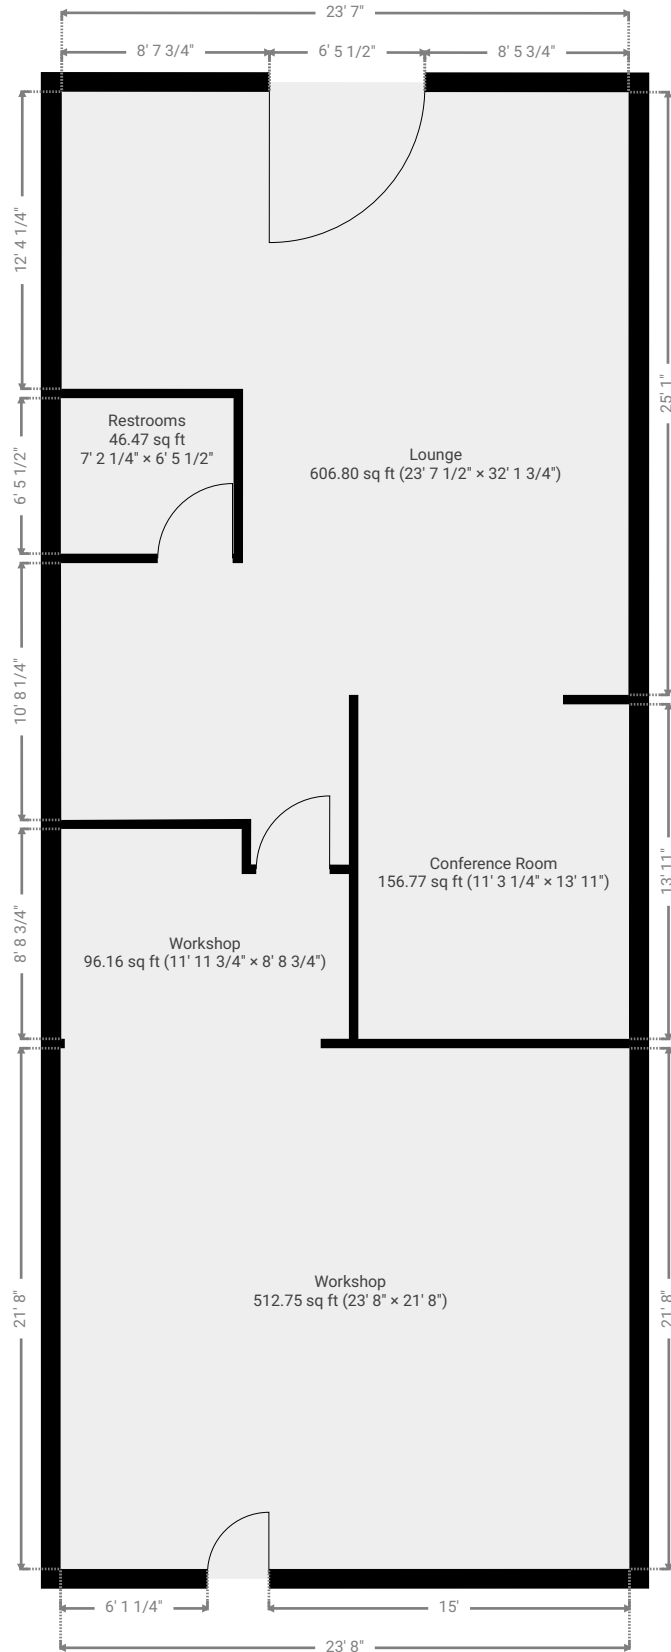 23' 7"
8' 7 3/4"
6' 5 1/2"
8' 5 3/4"
12' 4 1/4"
25' 1"
Restrooms
46.47 sq ft
7' 2 1/4" × 6' 5 1/2"
6' 5 1/2"
Lounge
606.80 sq ft (23' 7 1/2" × 32' 1 3/4")
10' 8 1/4"
Conference Room
156.77 sq ft (11' 3 1/4" × 13' 11")
13' 11"
8' 8 3/4"
Workshop
96.16 sq ft (11' 11 3/4" × 8' 8 3/4")
Workshop
512.75 sq ft (23' 8" × 21' 8")
21' 8"
21' 8"
6' 1 1/4"
15'
23' 8"